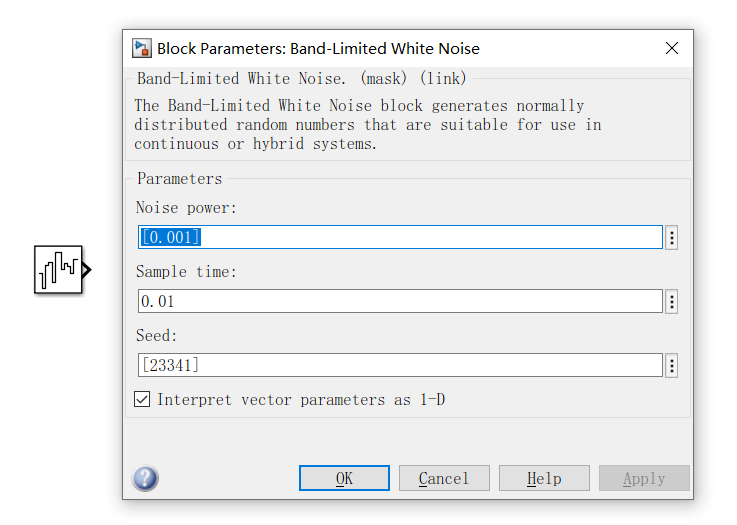 Block Parameters: Band-Limited White Noise
Band-Limited White Noise. (mask) (link)
The Band-Limited White Noise block generates normally
distributed random numbers that are suitable for use in
continuous or hybrid systems.
Parameters
Noise power:
[0.001]
Sample time:
0.01
Seed:
[23341]
Interpret vector parameters as 1-D
OK Cancel Help Apply